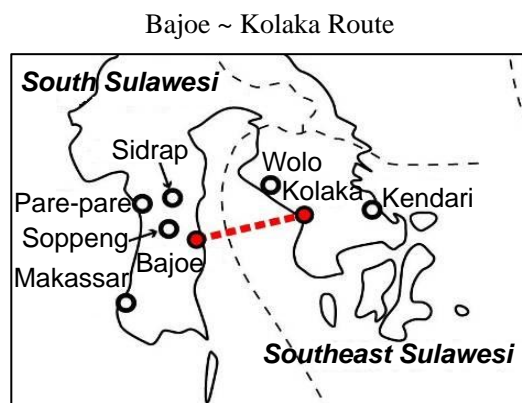 Bajoe ~ Kolaka Route
South Sulawesi
Sidrap
Wolo
Kolaka
Pare-pare
Kendari
Soppeng
Bajoe
Makassar
Southeast Sulawesi